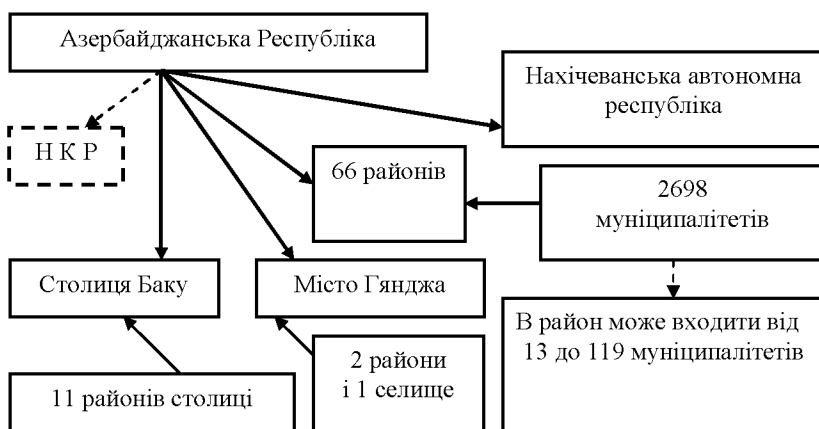 Азербайджанська Республіка
Нахічеванська автономна
республіка
Н К Р
66 районів
2698
муніципалітетів
Столиця Баку
Місто Гянджа
В район може входити від
13 до 119 муніципалітетів
2 райони
і 1 селище
11 районів столиці